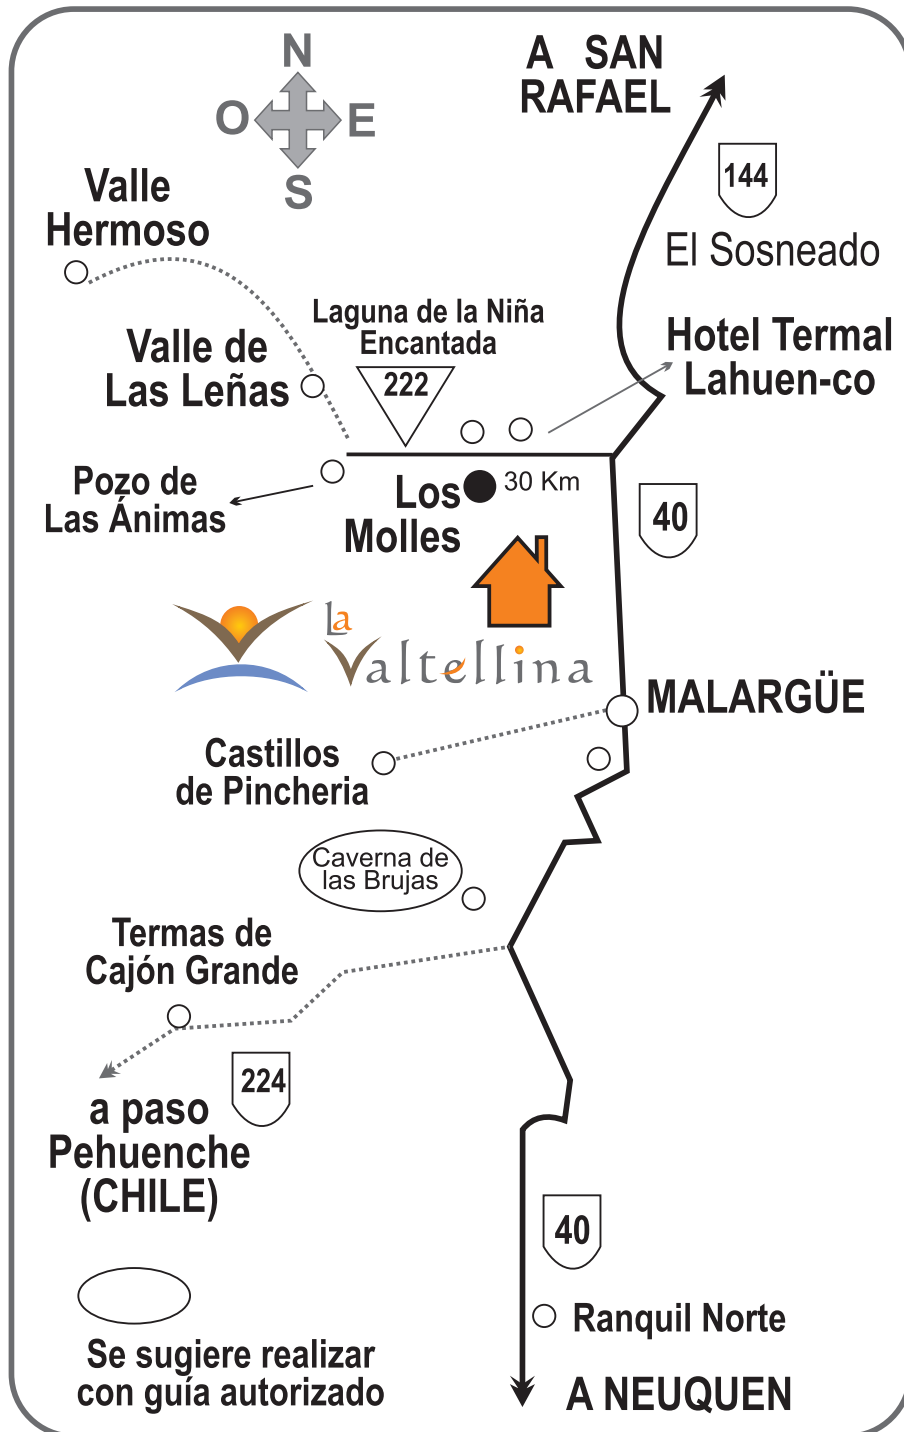 N
O E
S
A SAN
RAFAEL
144
El Sosneado
Valle
Hermoso
Laguna de la Niña
Encantada
222
Hotel Termal
Lahuen-co
Valle de
Las Leñas
Pozo de
Las Ánimas
Los
Molles
30 Km
40
La
Valtellina
MALARGÜE
Castillos
de Pincheria
Caverna de
las Brujas
Termas de
Cajón Grande
224
a paso
Pehuenche
(CHILE)
40
Ranquil Norte
A NEUQUEN
Se sugiere realizar
con guía autorizado